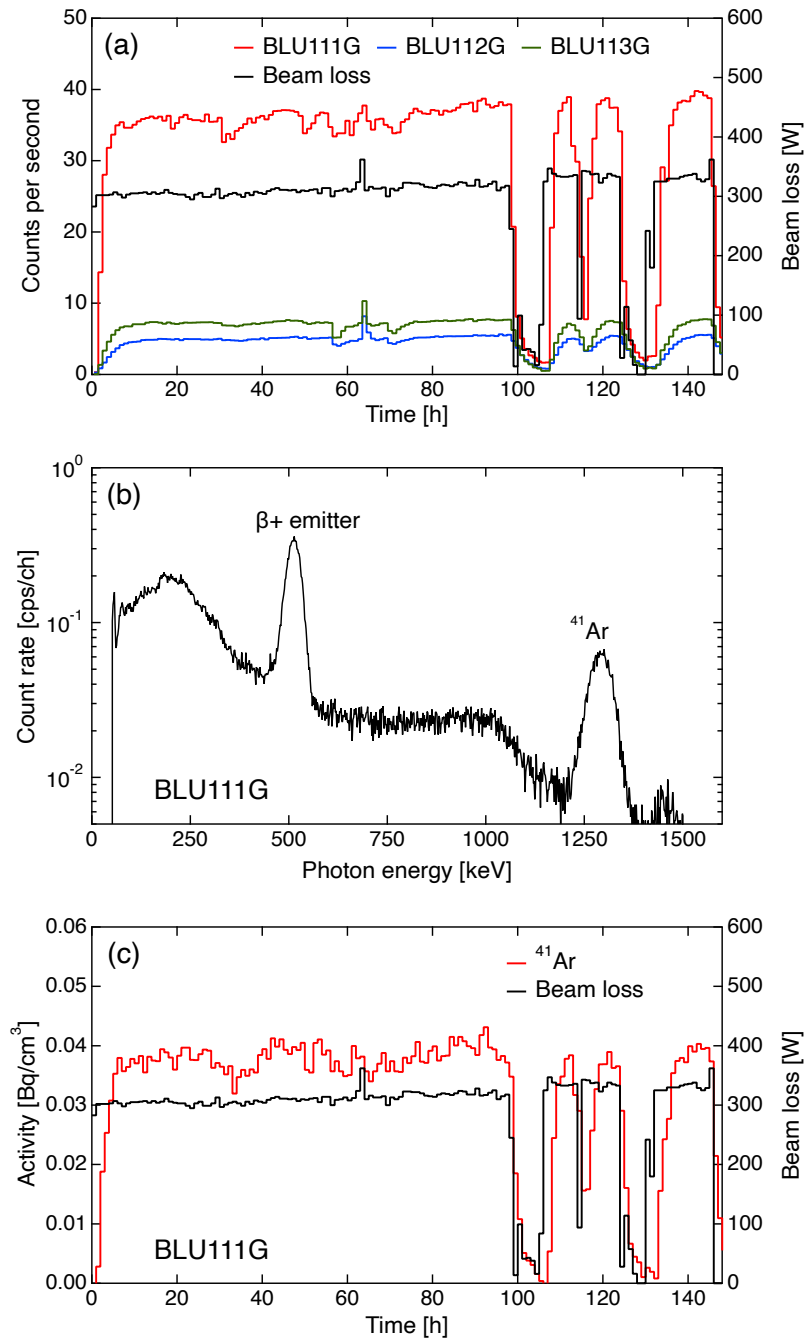 (a)
BLU111G BLU112G BLU113G
Beam loss
50
40
30
20
10
0
Counts per second
600
500
400
300
200
100
0
Beam loss [W]
0 20 40 60 80 100 120 140
Time [h]
(b)
β+ emitter
⁴¹Ar
BLU111G
10⁰
10⁻¹
10⁻²
Count rate [cps/ch]
0 250 500 750 1000 1250 1500
Photon energy [keV]
(c)
⁴¹Ar
Beam loss
BLU111G
0.06
0.05
0.04
0.03
0.02
0.01
0.00
Activity [Bq/cm³]
600
500
400
300
200
100
0
Beam loss [W]
0 20 40 60 80 100 120 140
Time [h]